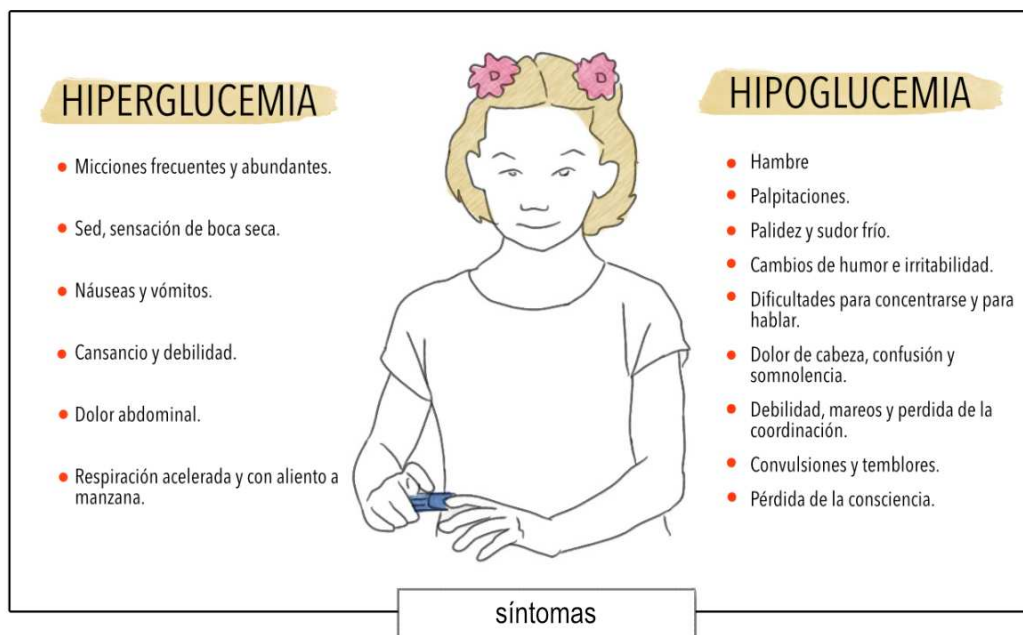 HIPERGLUCEMIA
Micciones frecuentes y abundantes.
Sed, sensación de boca seca.
Náuseas y vómitos.
Cansancio y debilidad.
Dolor abdominal.
Respiración acelerada y con aliento a
manzana.
HIPOGLUCEMIA
Hambre
Palpitaciones.
Palidez y sudor frío.
Cambios de humor e irritabilidad.
Dificultades para concentrarse y para
hablar.
Dolor de cabeza, confusión y
somnolencia.
Debilidad, mareos y perdida de la
coordinación.
Convulsiones y temblores.
Pérdida de la consciencia.
síntomas